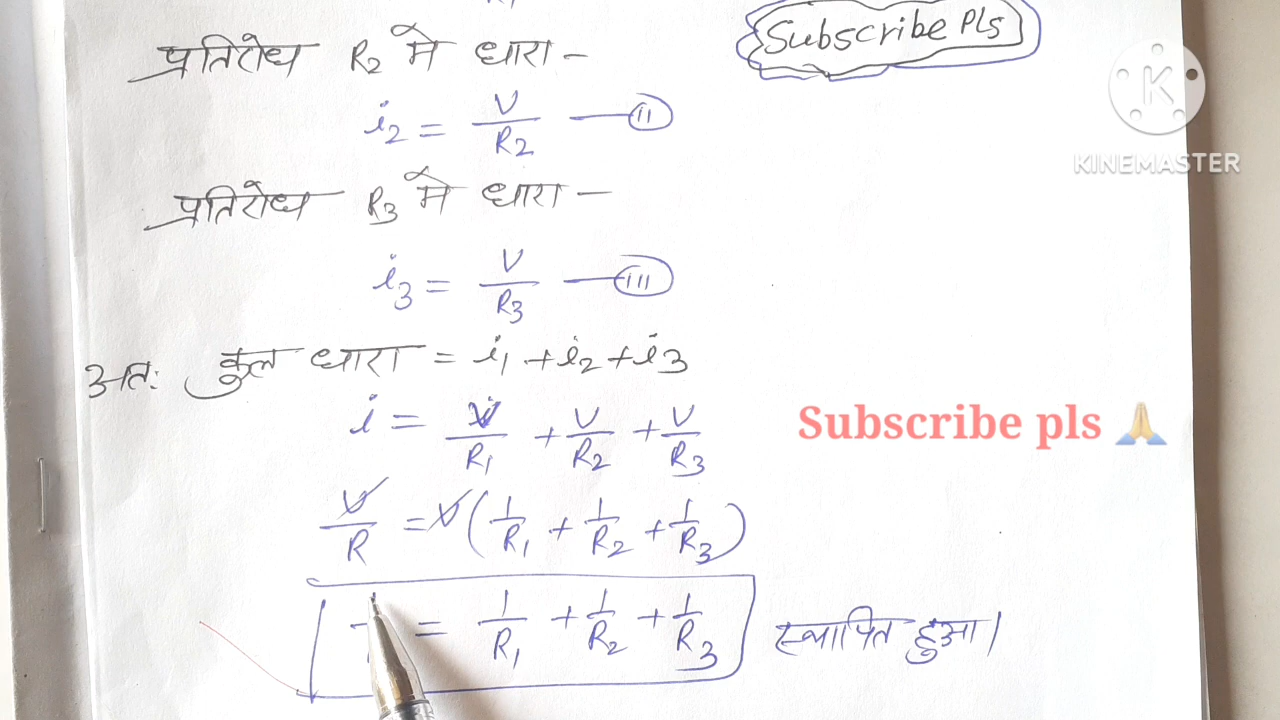 Subscribe Pls
प्रतिरोध R2 मे धारा -
i2 = V/R2 — (ii)
KINEMASTER
प्रतिरोध R3 मे धारा -
i3 = V/R3 — (iii)
अतः कुल धारा = i1 + i2 + i3
i = V/R1 + V/R2 + V/R3
Subscribe pls 🙏
V/R = V (1/R1 + 1/R2 + 1/R3)
= 1/R1 + 1/R2 + 1/R3 स्थापित हुआ।